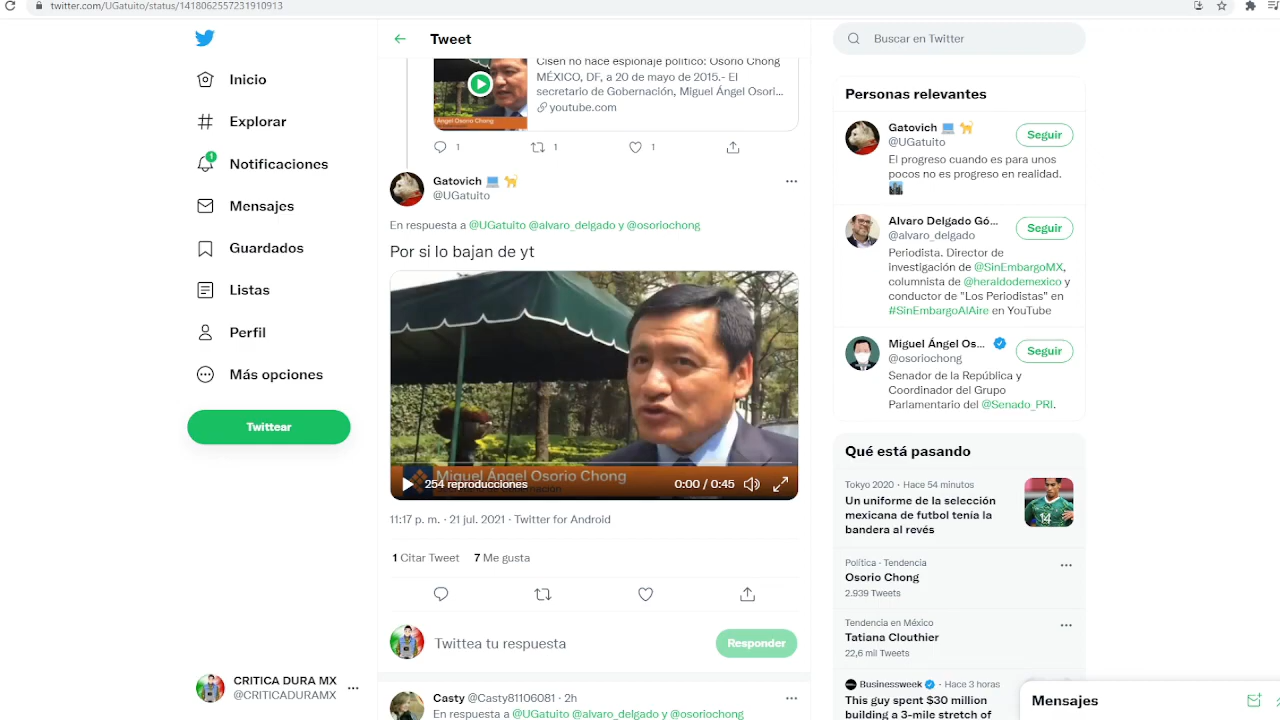 twitter.com/UGatuito/status/1418062557231910913
Inicio
Explorar
1
Notificaciones
Mensajes
Guardados
Listas
Perfil
Más opciones
Twittear
CRITICA DURA MX
@CRITICADURAMX
Tweet
Cisen no hace espionaje político: Osorio Chong
MÉXICO, DF, a 20 de mayo de 2015.- El
secretario de Gobernación, Miguel Ángel Osori...
youtube.com
Ángel Osorio Chong
1 1 1
Gatovich
@UGatuito
En respuesta a @UGatuito @alvaro_delgado y @osoriochong
Por si lo bajan de yt
Miguel Ángel Osorio Chong
254 reproducciones
0:00 / 0:45
11:17 p. m. · 21 jul. 2021 · Twitter for Android
1 Citar Tweet 7 Me gusta
Twittea tu respuesta
Responder
Casty @Casty81106081 · 2h
En respuesta a @UGatuito @alvaro_delgado y @osoriochong
Buscar en Twitter
Personas relevantes
Gatovich
@UGatuito
Seguir
El progreso cuando es para unos
pocos no es progreso en realidad.
Alvaro Delgado Gó...
@alvaro_delgado
Seguir
Periodista. Director de
Investigación de @SinEmbargoMX,
columnista de @heraldodemexico y
conductor de "Los Periodistas" en
#SinEmbargoAlAire en YouTube
Miguel Ángel Os...
@osoriochong
Seguir
Senador de la República y
Coordinador del Grupo
Parlamentario del @Senado_PRI.
Qué está pasando
Tokyo 2020 · Hace 54 minutos
Un uniforme de la selección
mexicana de futbol tenía la
bandera al revés
14
Política · Tendencia
Osorio Chong
2.939 Tweets
Tendencia en México
Tatiana Clouthier
22,6 mil Tweets
Businessweek · Hace 3 horas
This guy spent $30 million
building a 3-mile stretch of
Mensajes